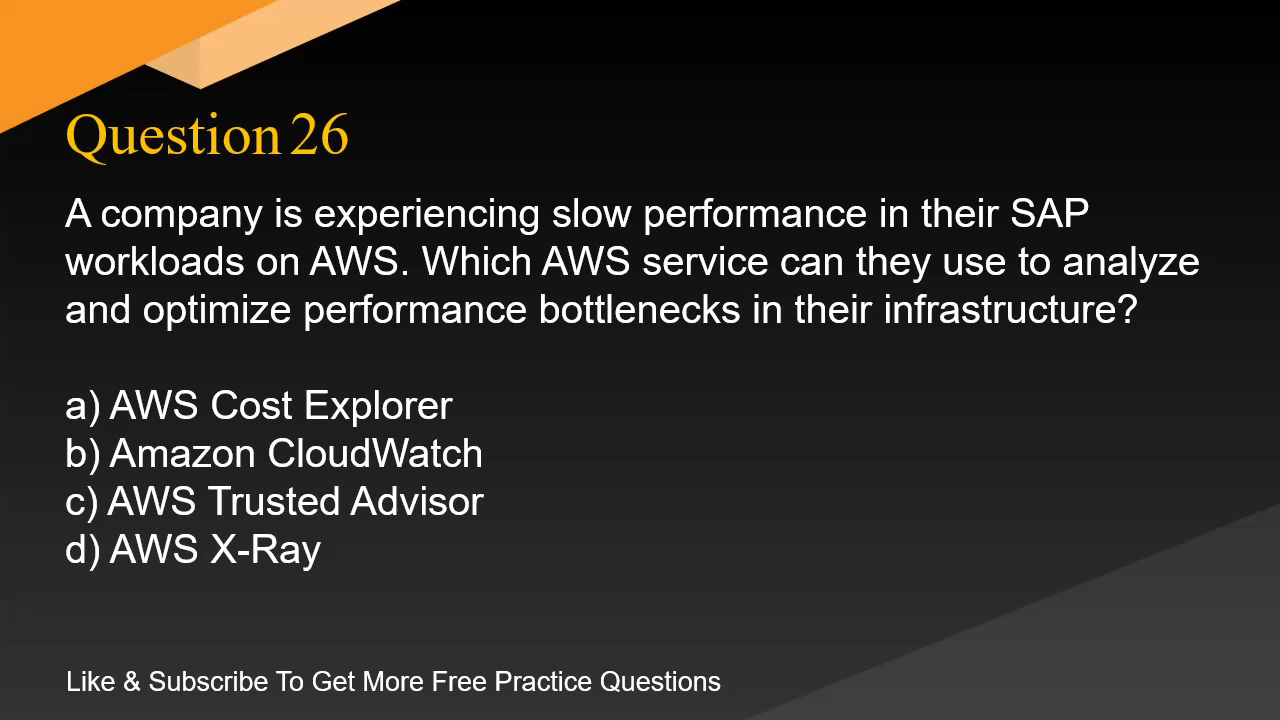 Question 26
A company is experiencing slow performance in their SAP
workloads on AWS. Which AWS service can they use to analyze
and optimize performance bottlenecks in their infrastructure?
a) AWS Cost Explorer
b) Amazon CloudWatch
c) AWS Trusted Advisor
d) AWS X-Ray
Like & Subscribe To Get More Free Practice Questions